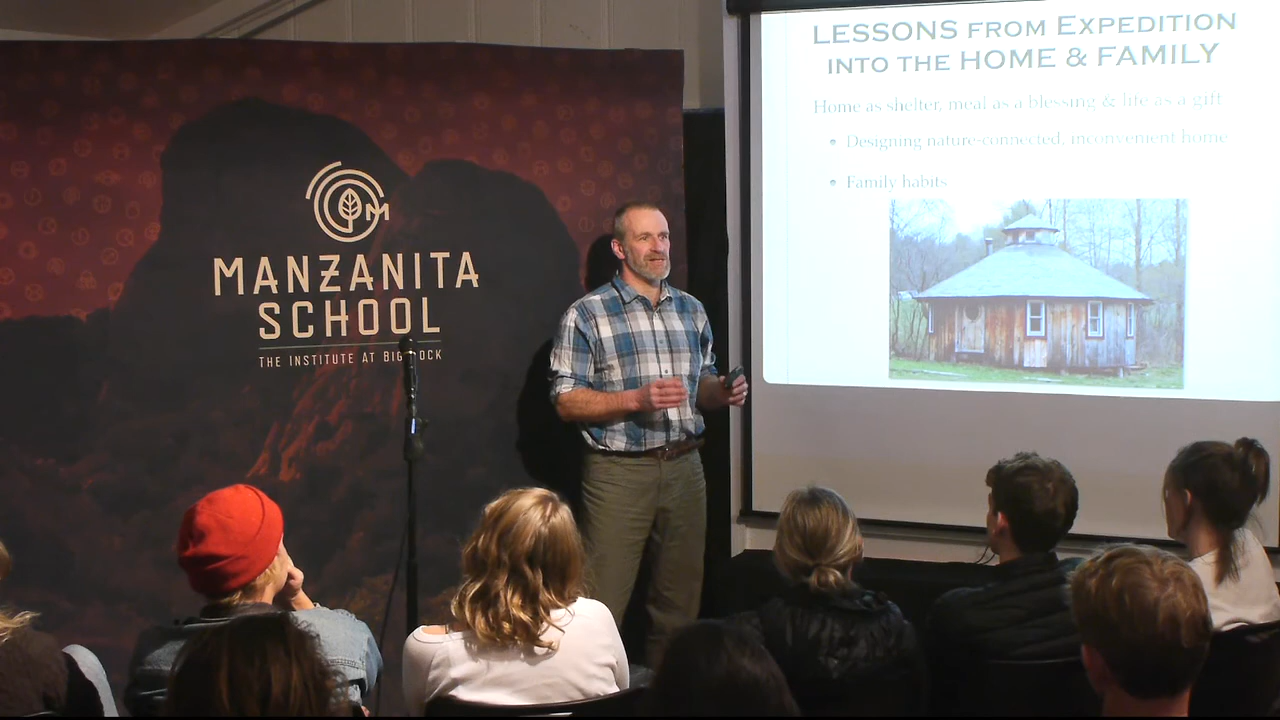 MANZANITA
SCHOOL
THE INSTITUTE AT BIG ROCK
LESSONS FROM EXPEDITION
INTO THE HOME & FAMILY
Home as shelter, meal as a blessing & life as a gift
• Designing nature-connected, inconvenient home
• Family habits